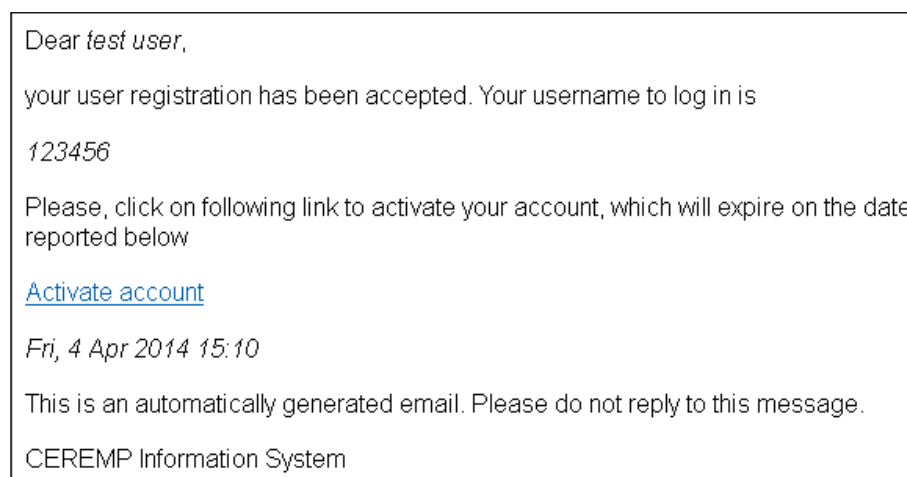 Dear test user,
your user registration has been accepted. Your username to log in is
123456
Please, click on following link to activate your account, which will expire on the date
reported below
Activate account
Fri, 4 Apr 2014 15:10
This is an automatically generated email. Please do not reply to this message.
CEREMP Information System